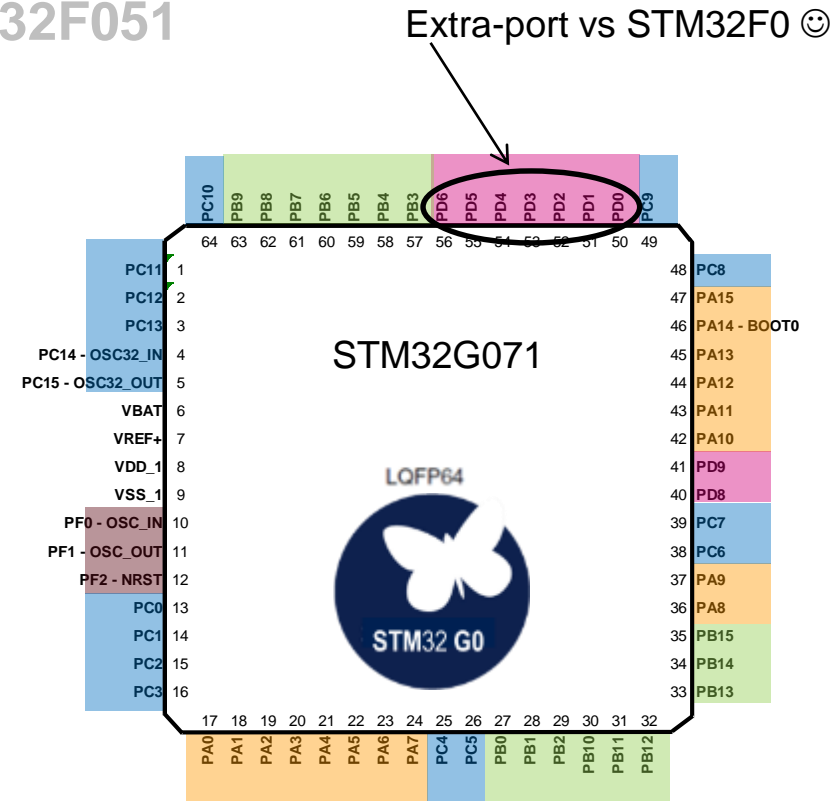 32F051
Extra-port vs STM32F0 ☺
PC10 PB9 PB8 PB7 PB6 PB5 PB4 PB3 PD6 PD5 PD4 PD3 PD2 PD1 PD0 PC9
64 63 62 61 60 59 58 57 56 55 54 53 52 51 50 49
PC11 1
PC12 2
PC13 3
PC14 - OSC32_IN 4
PC15 - OSC32_OUT 5
VBAT 6
VREF+ 7
VDD_1 8
VSS_1 9
PF0 - OSC_IN 10
PF1 - OSC_OUT 11
PF2 - NRST 12
PC0 13
PC1 14
PC2 15
PC3 16
STM32G071
LQFP64
STM32 G0
48 PC8
47 PA15
46 PA14 - BOOT0
45 PA13
44 PA12
43 PA11
42 PA10
41 PD9
40 PD8
39 PC7
38 PC6
37 PA9
36 PA8
35 PB15
34 PB14
33 PB13
17 18 19 20 21 22 23 24 25 26 27 28 29 30 31 32
PA0 PA1 PA2 PA3 PA4 PA5 PA6 PA7 PC4 PC5 PB0 PB1 PB2 PB10 PB11 PB12